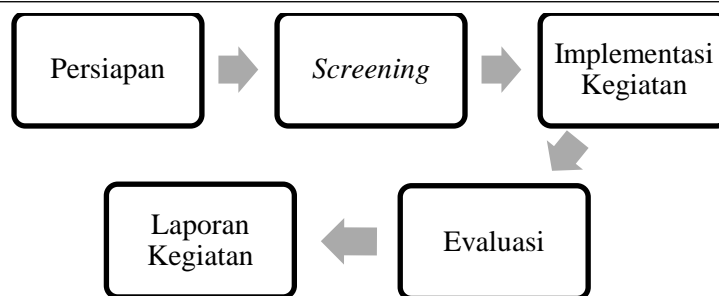 Persiapan
Screening
Implementasi
Kegiatan
Evaluasi
Laporan
Kegiatan